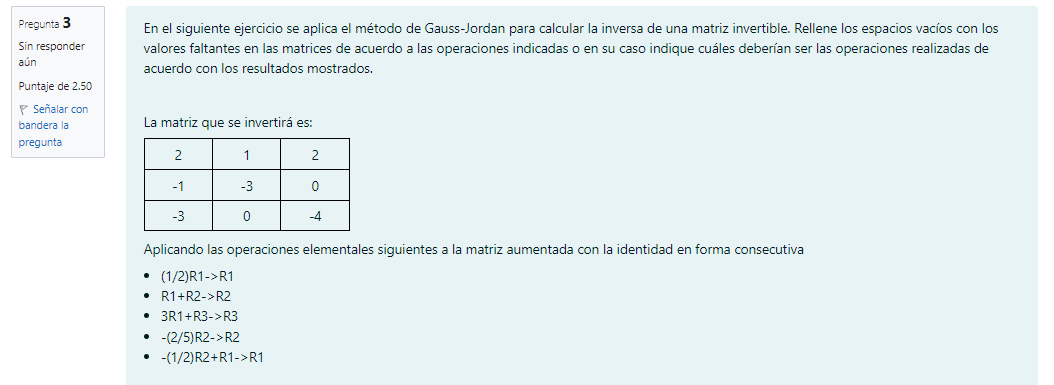 Pregunta 3
Sin responder
aún
Puntaje de 2.50
Señalar con
bandera la
pregunta
En el siguiente ejercicio se aplica el método de Gauss-Jordan para calcular la inversa de una matriz invertible. Rellene los espacios vacíos con los
valores faltantes en las matrices de acuerdo a las operaciones indicadas o en su caso indique cuáles deberían ser las operaciones realizadas de
acuerdo con los resultados mostrados.
La matriz que se invertirá es:
2 1 2
-1 -3 0
-3 0 -4
Aplicando las operaciones elementales siguientes a la matriz aumentada con la identidad en forma consecutiva
• (1/2)R1->R1
• R1+R2->R2
• 3R1+R3->R3
• -(2/5)R2->R2
• -(1/2)R2+R1->R1